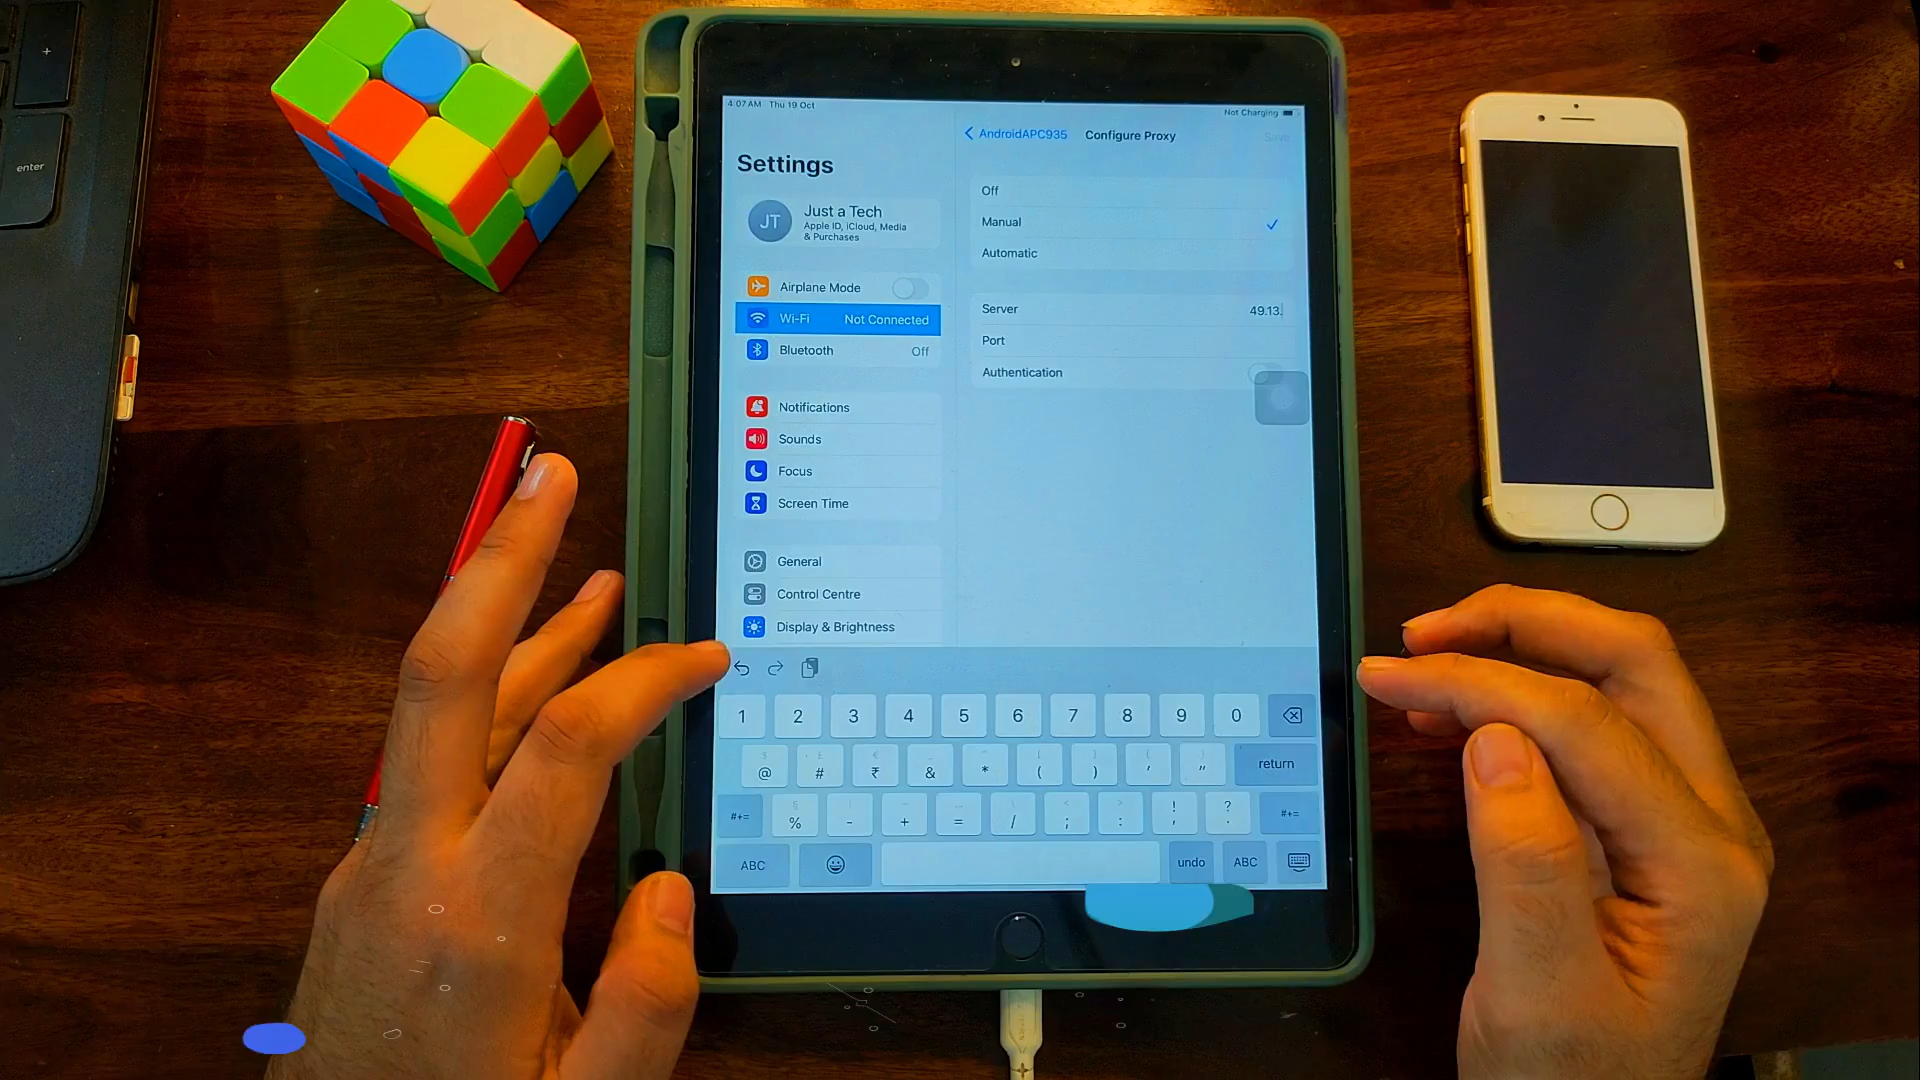 +
enter
4:07 AM Thu 19 Oct
Not Charging
Settings
JT
Just a Tech
Apple ID, iCloud, Media
& Purchases
Airplane Mode
Wi-Fi Not Connected
Bluetooth Off
Notifications
Sounds
Focus
Screen Time
General
Control Centre
Display & Brightness
AndroidAPC935 Configure Proxy Save
Off
Manual
Automatic
Server 49.13.
Port
Authentication
1 2 3 4 5 6 7 8 9 0
@ # ₹ & * ( ) ' " return
#+= % - + = / ; : ! , ? . #+=
ABC undo ABC